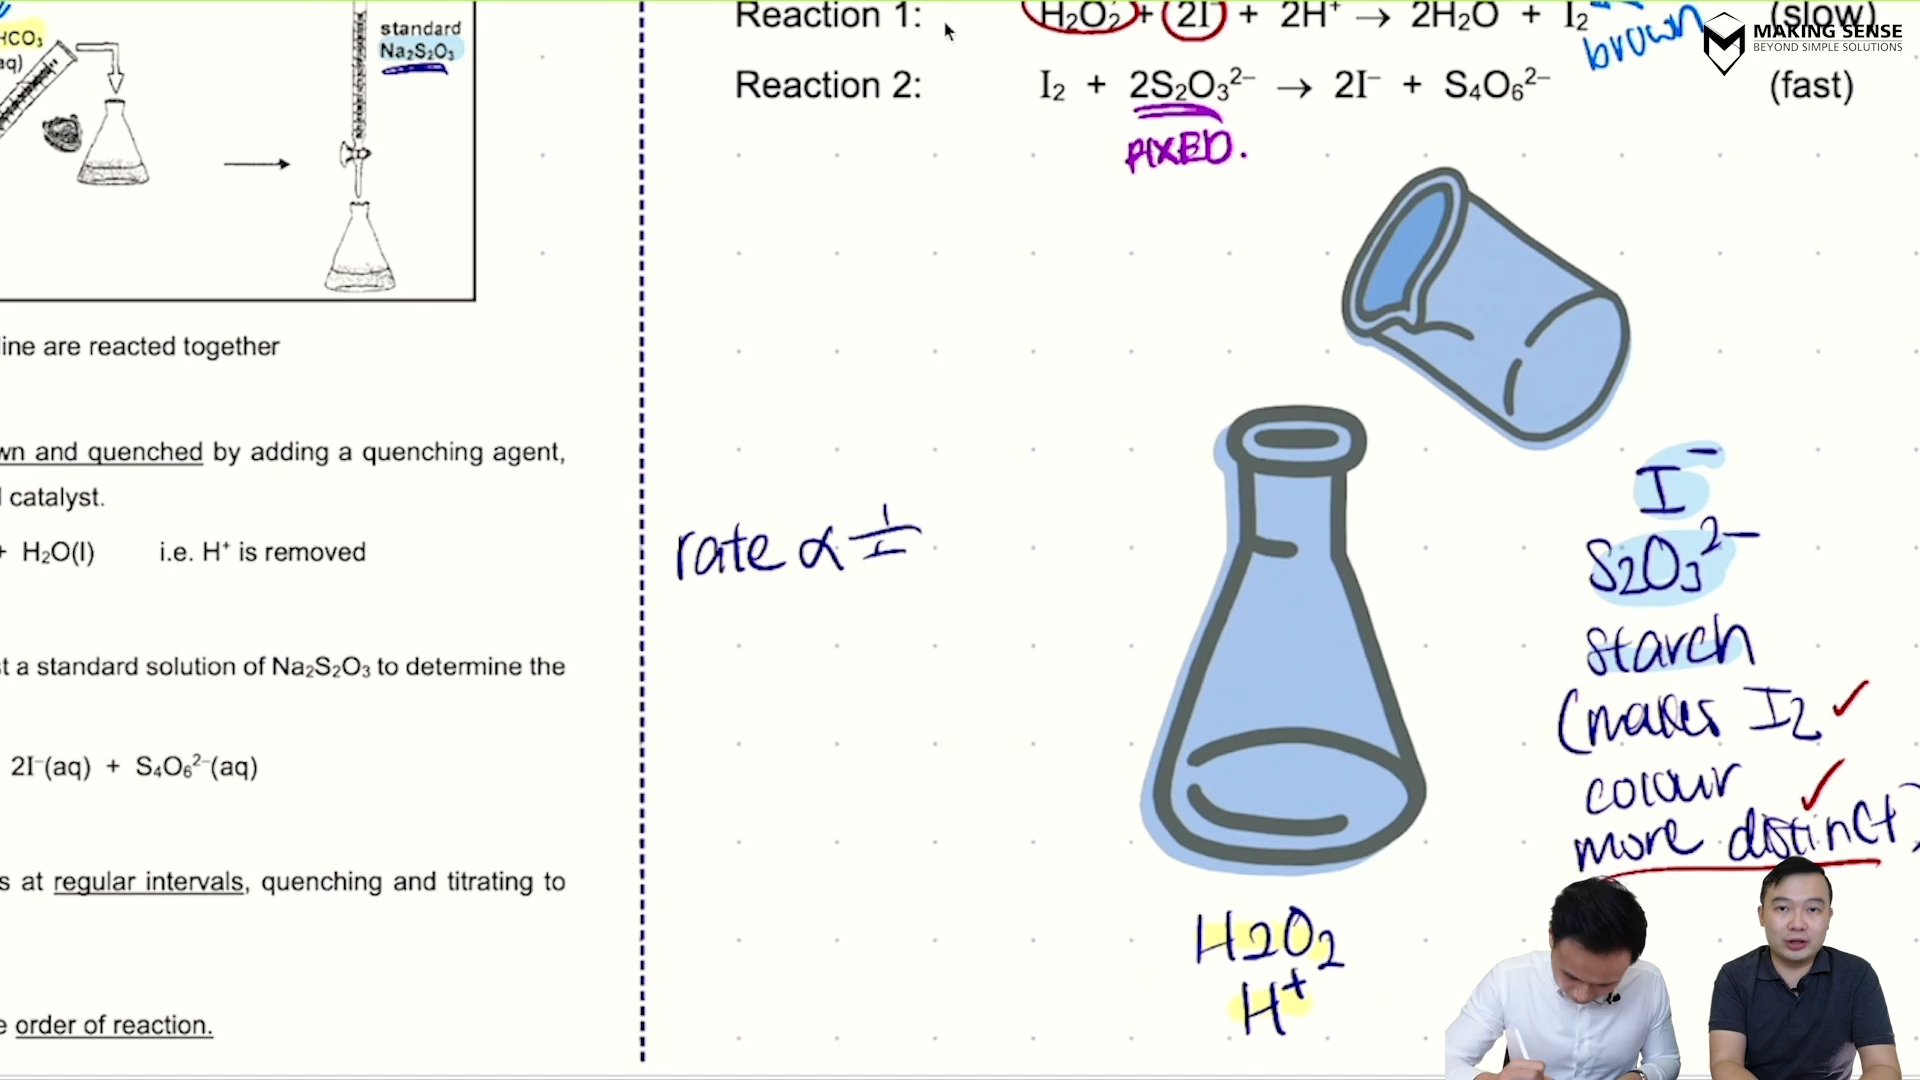 HCO₃
aq)
standard
Na₂S₂O₃
line are reacted together
wn and quenched by adding a quenching agent,
catalyst.
+ H₂O(l) i.e. H⁺ is removed
st a standard solution of Na₂S₂O₃ to determine the
2I⁻(aq) + S₄O₆²⁻(aq)
s at regular intervals, quenching and titrating to
e order of reaction.
Reaction 1: H₂O₂ + 2I⁻ + 2H⁺ → 2H₂O + I₂ (slow)
brown
Reaction 2: I₂ + 2S₂O₃²⁻ → 2I⁻ + S₄O₆²⁻ (fast)
FIXED.
rate ∝ 1/t
I⁻
S₂O₃²⁻
starch
(makes I₂ ✓
colour ✓
more distinct)
H₂O₂
H⁺
MAKING SENSE
BEYOND SIMPLE SOLUTIONS